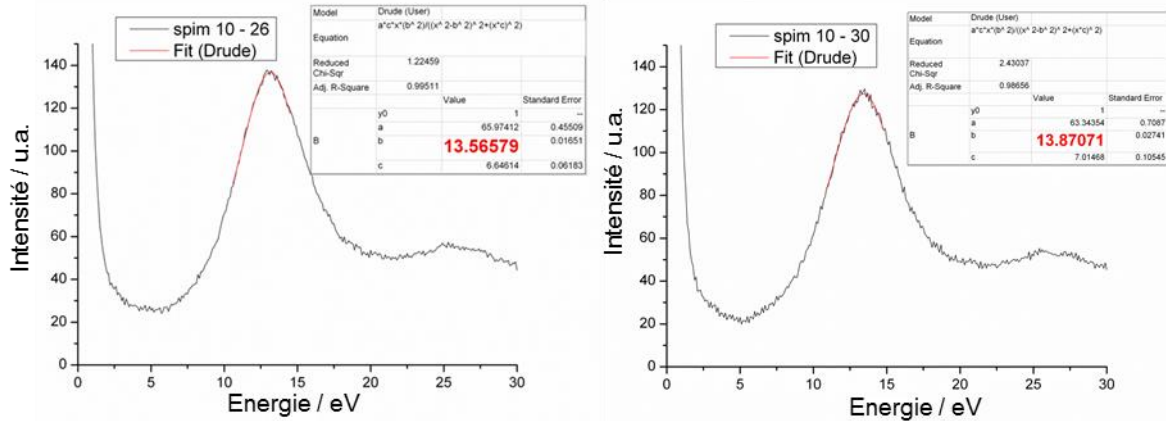 spim 10 - 26
Fit (Drude)
Model Drude (User)
Equation a*c*x*(b^ 2)/((x^ 2-b^ 2)^ 2+(x*c)^ 2)
Reduced Chi-Sqr 1.22459
Adj. R-Square 0.99511
Value Standard Error
y0 1 --
a 65.97412 0.45509
B b 13.56579 0.01651
c 6.64614 0.06183
Intensité / u.a.
140
120
100
80
60
40
20
0
0 5 10 15 20 25 30
Energie / eV
spim 10 - 30
Fit (Drude)
Model Drude (User)
Equation a*c*x*(b^ 2)/((x^ 2-b^ 2)^ 2+(x*c)^ 2)
Reduced Chi-Sqr 2.43037
Adj. R-Square 0.98656
Value Standard Error
y0 1 --
a 63.34354 0.7087
B b 13.87071 0.02741
c 7.01468 0.10545
Intensité / u.a.
140
120
100
80
60
40
20
0
0 5 10 15 20 25 30
Energie / eV